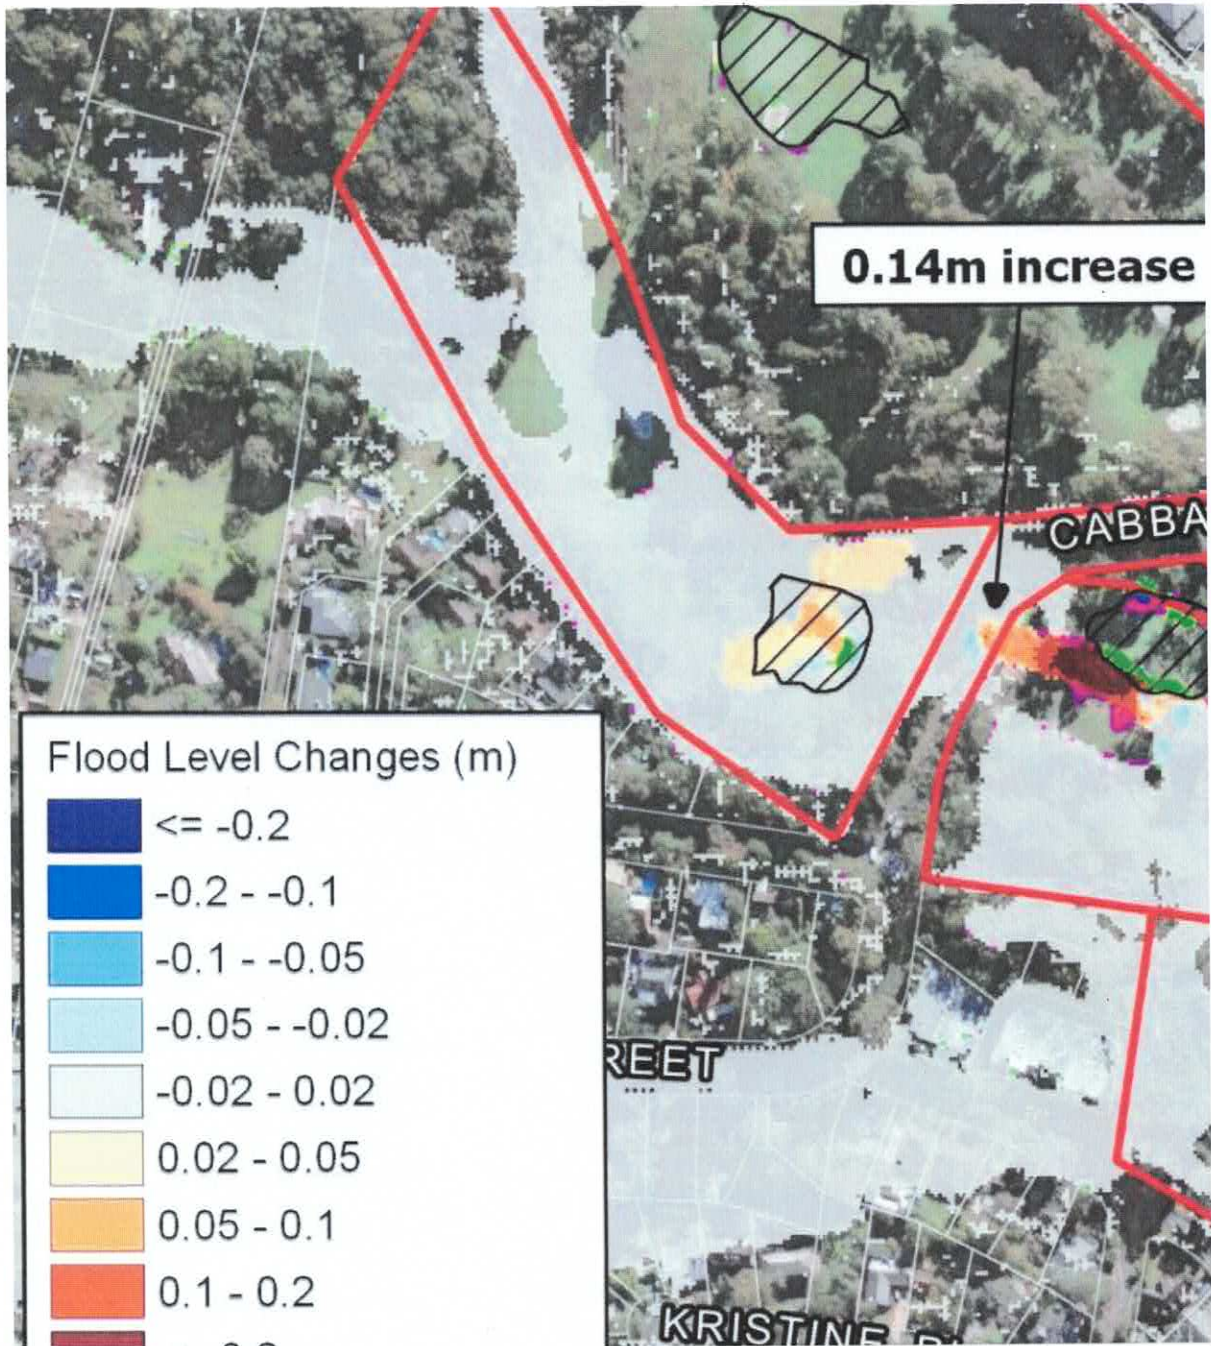 0.14m increase
CABBA
Flood Level Changes (m)
<= -0.2
-0.2 - -0.1
-0.1 - -0.05
-0.05 - -0.02
-0.02 - 0.02
0.02 - 0.05
0.05 - 0.1
0.1 - 0.2
REET
KRISTINE